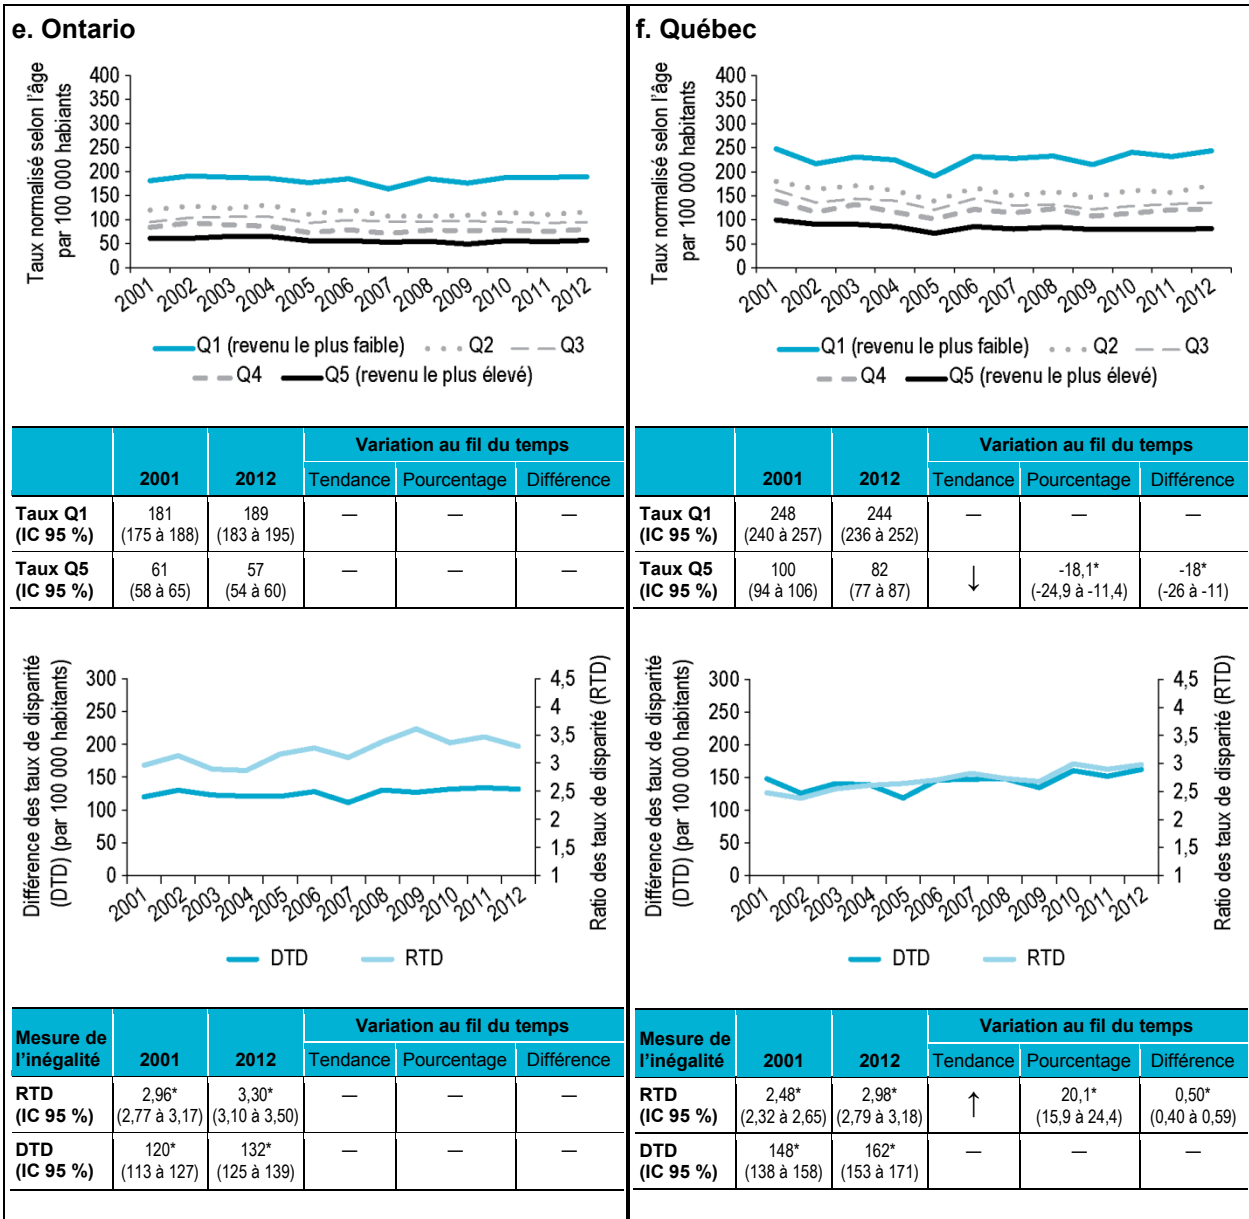 e. Ontario
Taux normalisé selon l'âge
par 100 000 habiants
400
350
300
250
200
150
100
50
0
2001 2002 2003 2004 2005 2006 2007 2008 2009 2010 2011 2012
Q1 (revenu le plus faible) Q2 Q3
Q4 Q5 (revenu le plus élevé)
Variation au fil du temps
2001 2012 Tendance Pourcentage Différence
Taux Q1 181 189 — — —
(IC 95 %) (175 à 188) (183 à 195)
Taux Q5 61 57 — — —
(IC 95 %) (58 à 65) (54 à 60)
Différence des taux de disparité
(DTD) (par 100 000 habitants)
300
250
200
150
100
50
0
4,5
4
3,5
3
2,5
2
1,5
1
Ratio des taux de disparité (RTD)
2001 2002 2003 2004 2005 2006 2007 2008 2009 2010 2011 2012
DTD RTD
Mesure de
l'inégalité
Variation au fil du temps
2001 2012 Tendance Pourcentage Différence
RTD 2,96* 3,30* — — —
(IC 95 %) (2,77 à 3,17) (3,10 à 3,50)
DTD 120* 132* — — —
(IC 95 %) (113 à 127) (125 à 139)
f. Québec
Taux normalisé selon l'âge
par 100 000 habitants
400
350
300
250
200
150
100
50
0
2001 2002 2003 2004 2005 2006 2007 2008 2009 2010 2011 2012
Q1 (revenu le plus faible) Q2 Q3
Q4 Q5 (revenu le plus élevé)
Variation au fil du temps
2001 2012 Tendance Pourcentage Différence
Taux Q1 248 244 — — —
(IC 95 %) (240 à 257) (236 à 252)
Taux Q5 100 82 ↓ -18,1* -18*
(IC 95 %) (94 à 106) (77 à 87) (-24,9 à -11,4) (-26 à -11)
Différence des taux de disparité
(DTD) (par 100 000 habitants)
300
250
200
150
100
50
0
4,5
4
3,5
3
2,5
2
1,5
1
Ratio des taux de disparité (RTD)
2001 2002 2003 2004 2005 2006 2007 2008 2009 2010 2011 2012
DTD RTD
Mesure de
l'inégalité
Variation au fil du temps
2001 2012 Tendance Pourcentage Différence
RTD 2,48* 2,98* ↑ 20,1* 0,50*
(IC 95 %) (2,32 à 2,65) (2,79 à 3,18) (15,9 à 24,4) (0,40 à 0,59)
DTD 148* 162* — — —
(IC 95 %) (138 à 158) (153 à 171)